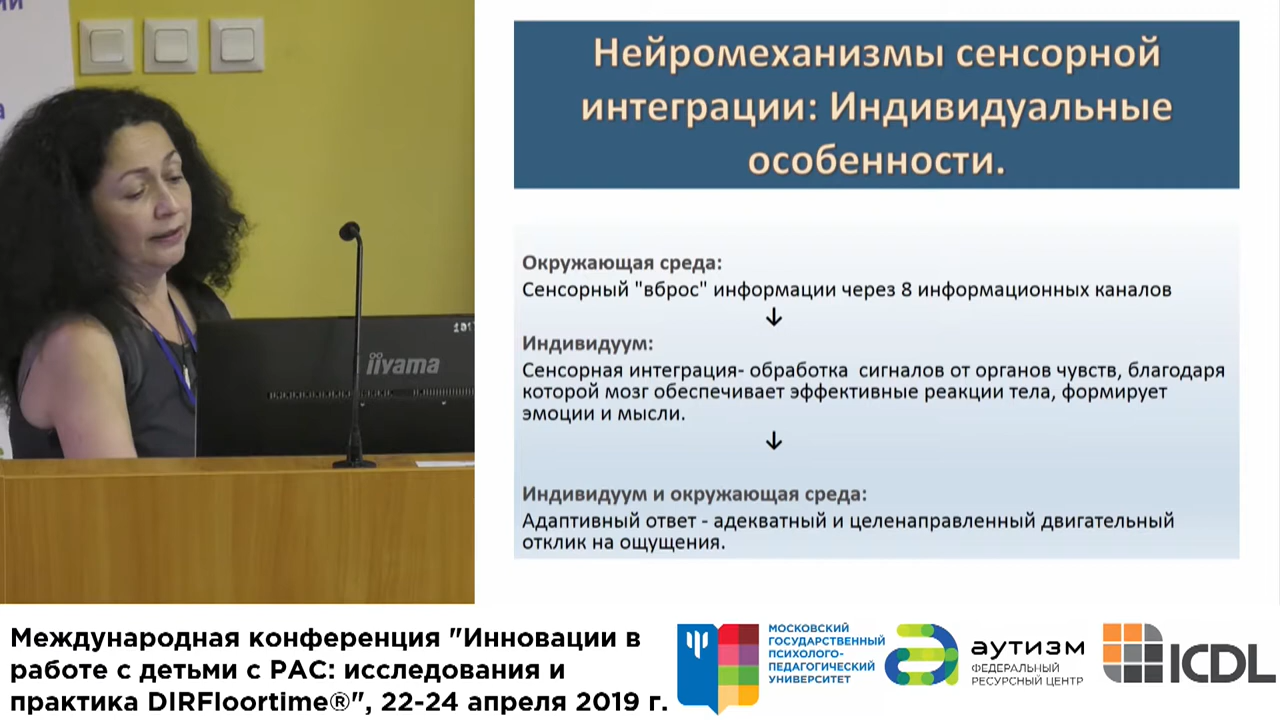 Нейромеханизмы сенсорной
интеграции: Индивидуальные
особенности.
Окружающая среда:
Сенсорный "вброс" информации через 8 информационных каналов
↓
Индивидуум:
Сенсорная интеграция- обработка сигналов от органов чувств, благодаря
которой мозг обеспечивает эффективные реакции тела, формирует
эмоции и мысли.
↓
Индивидуум и окружающая среда:
Адаптивный ответ - адекватный и целенаправленный двигательный
отклик на ощущения.
iiyama
Международная конференция "Инновации в
работе с детьми с РАС: исследования и
практика DIRFloortime®", 22-24 апреля 2019 г.
МОСКОВСКИЙ
ГОСУДАРСТВЕННЫЙ
ПСИХОЛОГО-
ПЕДАГОГИЧЕСКИЙ
УНИВЕРСИТЕТ
аутизм
ФЕДЕРАЛЬНЫЙ
РЕСУРСНЫЙ ЦЕНТР
ICDL